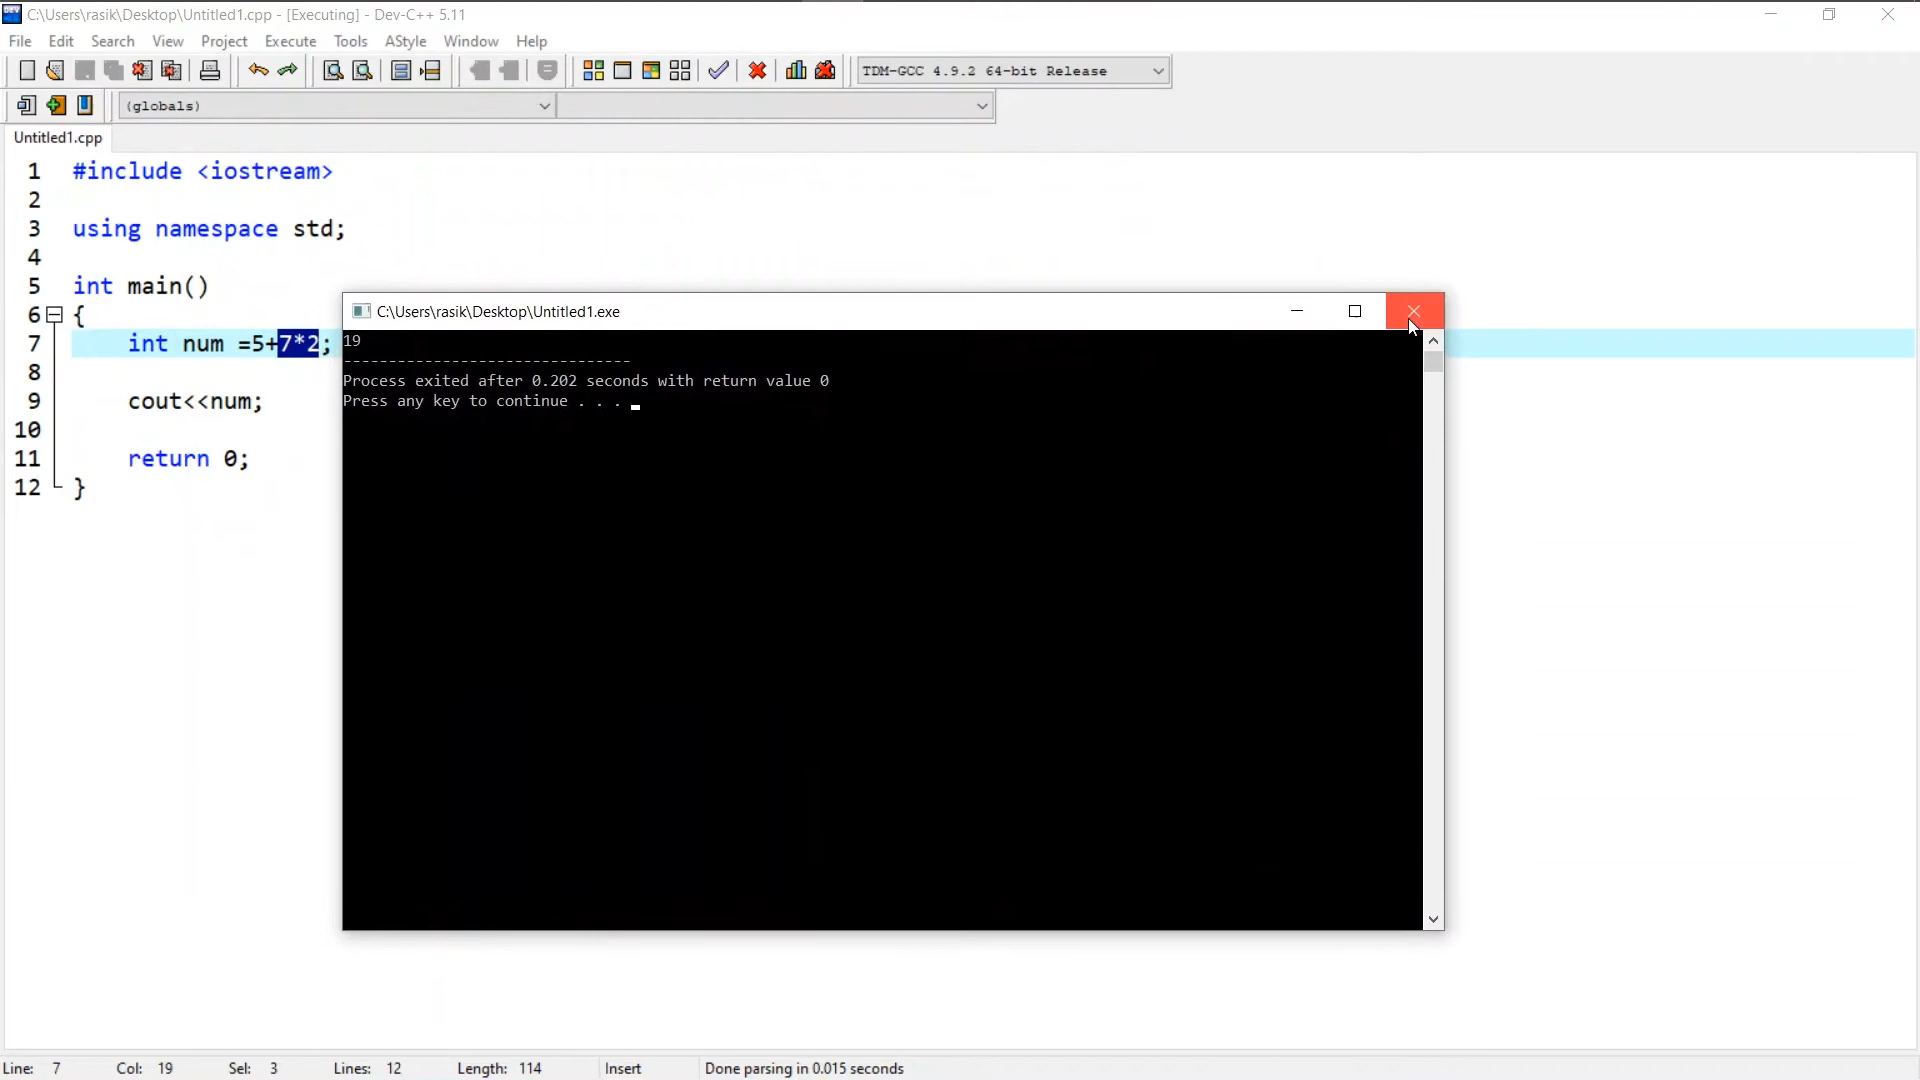 C:\Users\rasik\Desktop\Untitled1.cpp - [Executing] - Dev-C++ 5.11
File Edit Search View Project Execute Tools AStyle Window Help
TDM-GCC 4.9.2 64-bit Release
(globals)
Untitled1.cpp
1 #include <iostream>
2
3 using namespace std;
4
5 int main()
6 {
7 int num =5+7*2;
8
9 cout<<num;
10
11 return 0;
12 }
C:\Users\rasik\Desktop\Untitled1.exe
19
--------------------------------
Process exited after 0.202 seconds with return value 0
Press any key to continue . . .
Line: 7 Col: 19 Sel: 3 Lines: 12 Length: 114 Insert Done parsing in 0.015 seconds